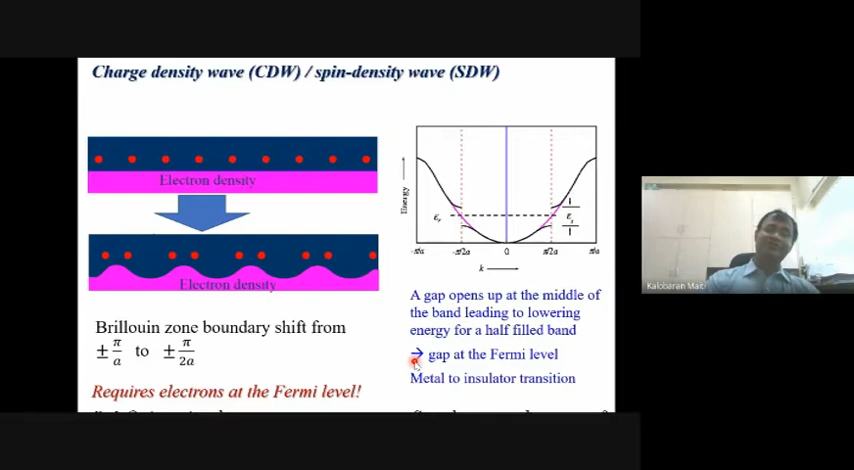 Charge density wave (CDW) / spin-density wave (SDW)
Electron density
Electron density
Brillouin zone boundary shift from
± π/a to ± π/2a
Requires electrons at the Fermi level!
Energy
εF
εg
-π/a -π/2a 0 π/2a π/a
k
A gap opens up at the middle of
the band leading to lowering
energy for a half filled band
→ gap at the Fermi level
Metal to insulator transition
Kalobaran Maiti